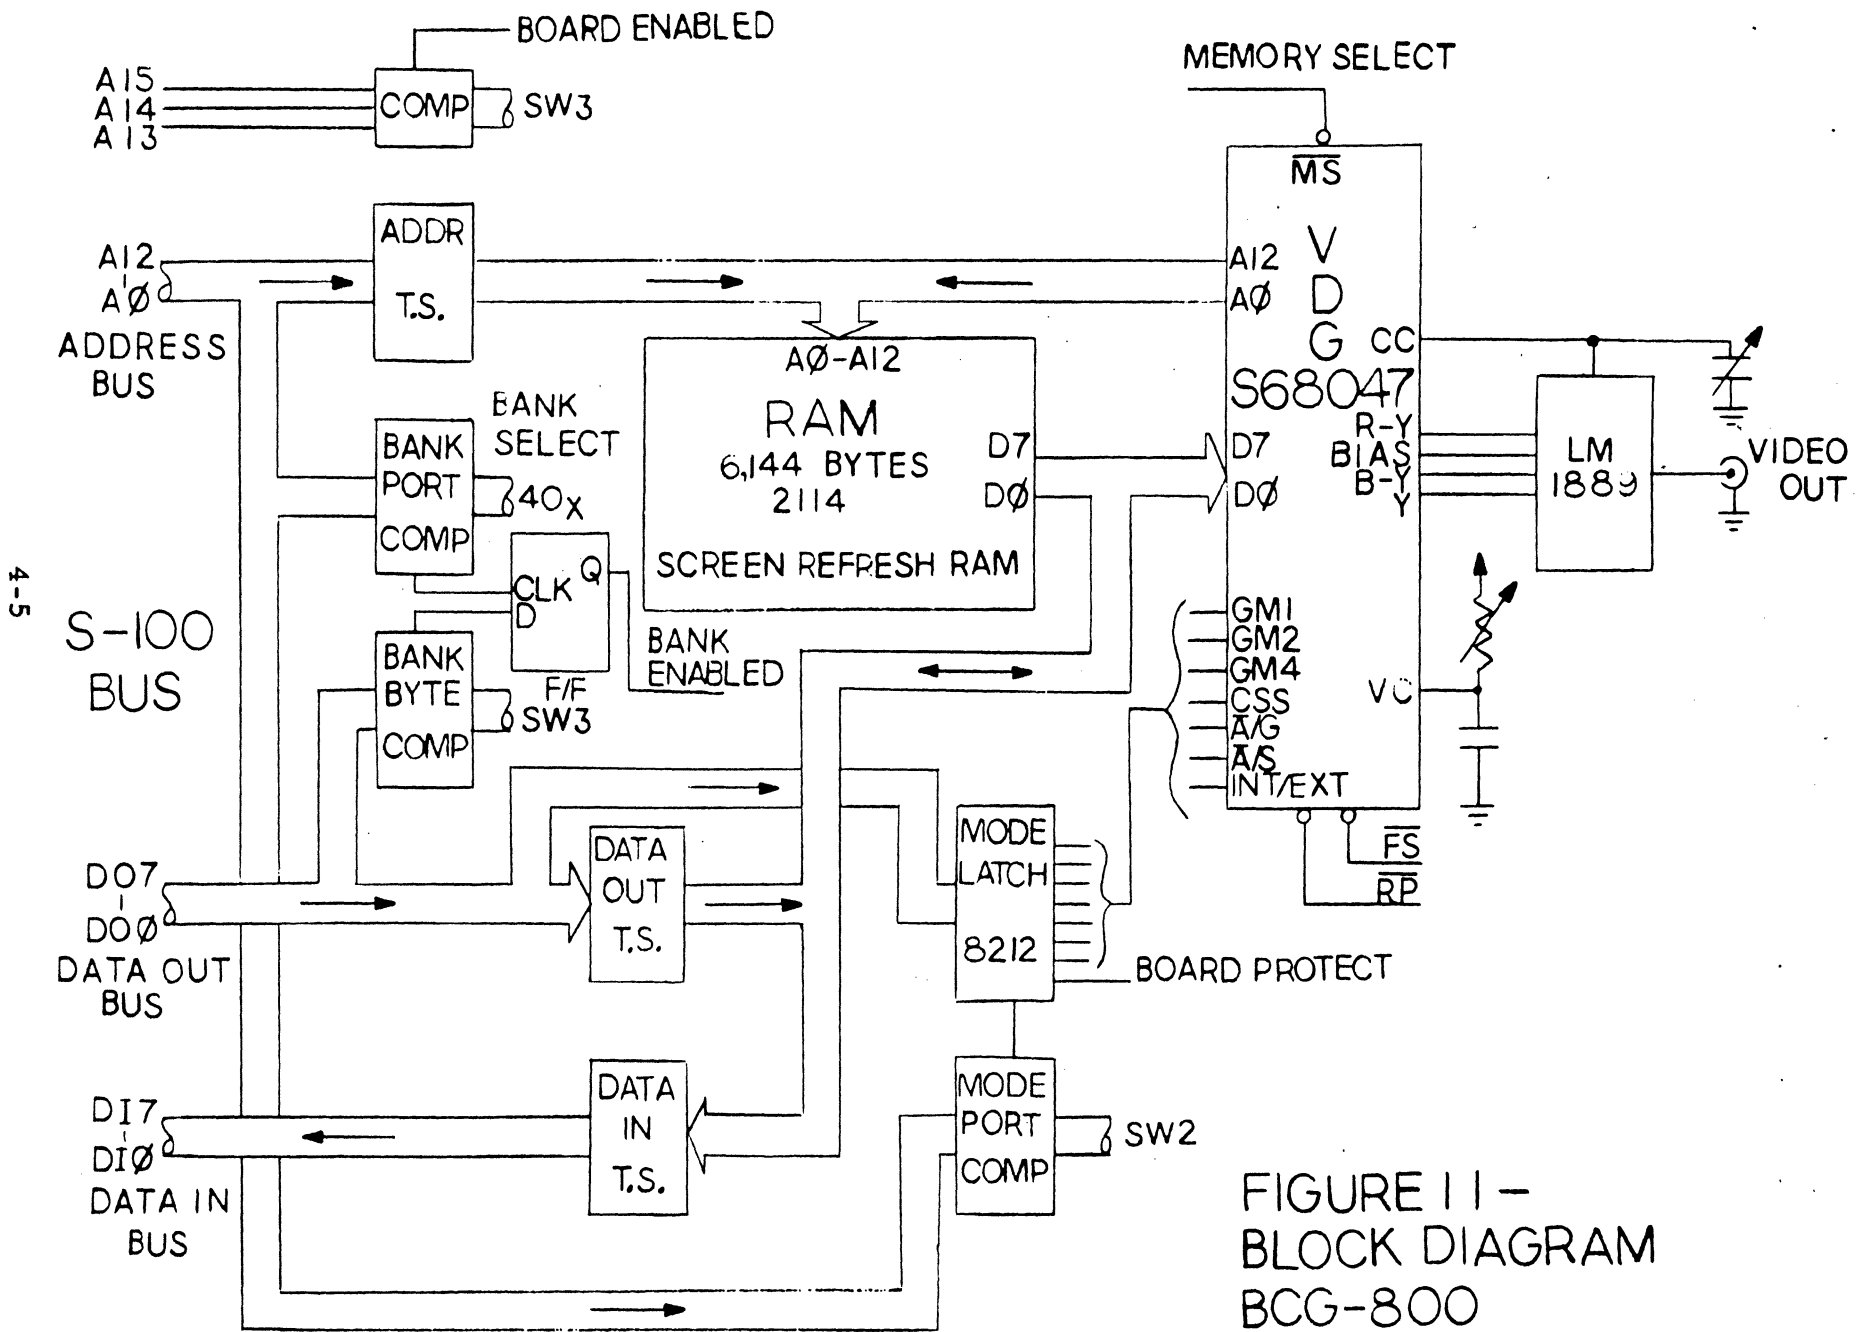 BOARD ENABLED
A15
A14
A13
COMP
SW3
MEMORY SELECT
M̅S̅
V
D
G
S68047
A12
A0̸
CC
R-Y
BIAS
B-Y
Y
D7
DØ
GM1
GM2
GM4
CSS
A̅/G
A̅/S
INT/EXT
VC
F̅S̅
R̅P̅
LM
1889
VIDEO
OUT
A12
-
AØ
ADDRESS
BUS
ADDR
T.S.
AØ-A12
RAM
6,144 BYTES
2114
D7
DØ
SCREEN REFRESH RAM
BANK
SELECT
BANK
PORT
COMP
40x
CLK
D
Q
F/F
BANK
ENABLED
BANK
BYTE
COMP
SW3
4-5
S-100
BUS
DO7
-
DOØ
DATA OUT
BUS
DATA
OUT
T.S.
MODE
LATCH
8212
BOARD PROTECT
DI7
-
DIØ
DATA IN
BUS
DATA
IN
T.S.
MODE
PORT
COMP
SW2
FIGURE 11-
BLOCK DIAGRAM
BCG-800